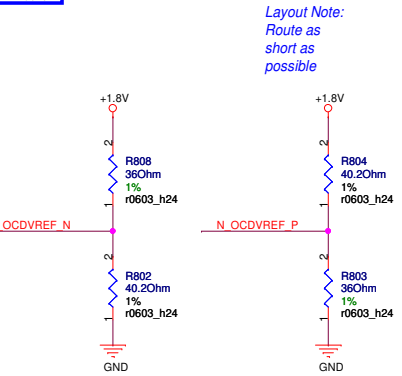 Layout Note:
Route as
short as
possible
+1.8V
+1.8V
2
R808
36Ohm
1%
r0603_h24
1
2
R804
40.2Ohm
1%
r0603_h24
1
OCDVREF_N
N_OCDVREF_P
2
R802
40.2Ohm
1%
r0603_h24
1
2
R803
36Ohm
1%
r0603_h24
1
GND
GND